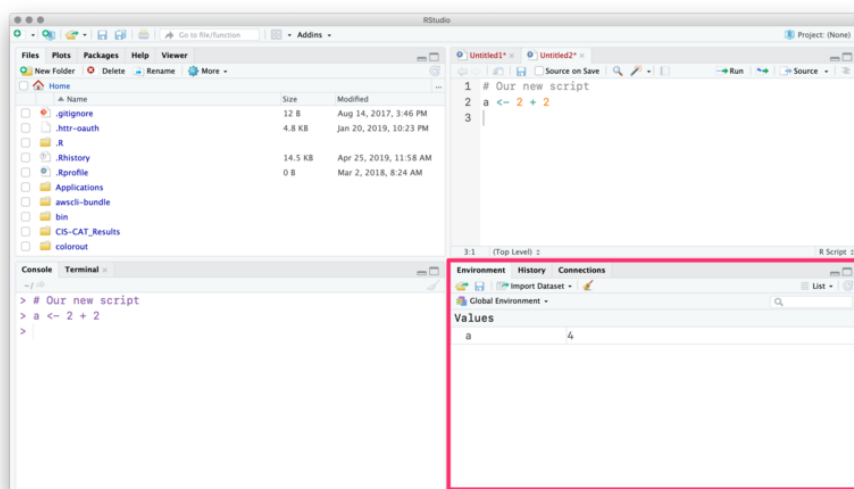 RStudio
Go to file/function Addins Project: (None)
Files Plots Packages Help Viewer
New Folder Delete Rename More
Home ...
Name Size Modified
.gitignore 12 B Aug 14, 2017, 3:46 PM
.httr-oauth 4.8 KB Jan 20, 2019, 10:23 PM
.R
.Rhistory 14.5 KB Apr 25, 2019, 11:58 AM
.Rprofile 0 B Mar 2, 2018, 8:24 AM
Applications
awscli-bundle
bin
CIS-CAT_Results
colorout
Untitled1* Untitled2*
Source on Save Run Source
1 # Our new script
2 a <- 2 + 2
3
3:1 (Top Level) R Script
Console Terminal
~/
> # Our new script
> a <- 2 + 2
>
Environment History Connections
Import Dataset List
Global Environment
Values
a 4